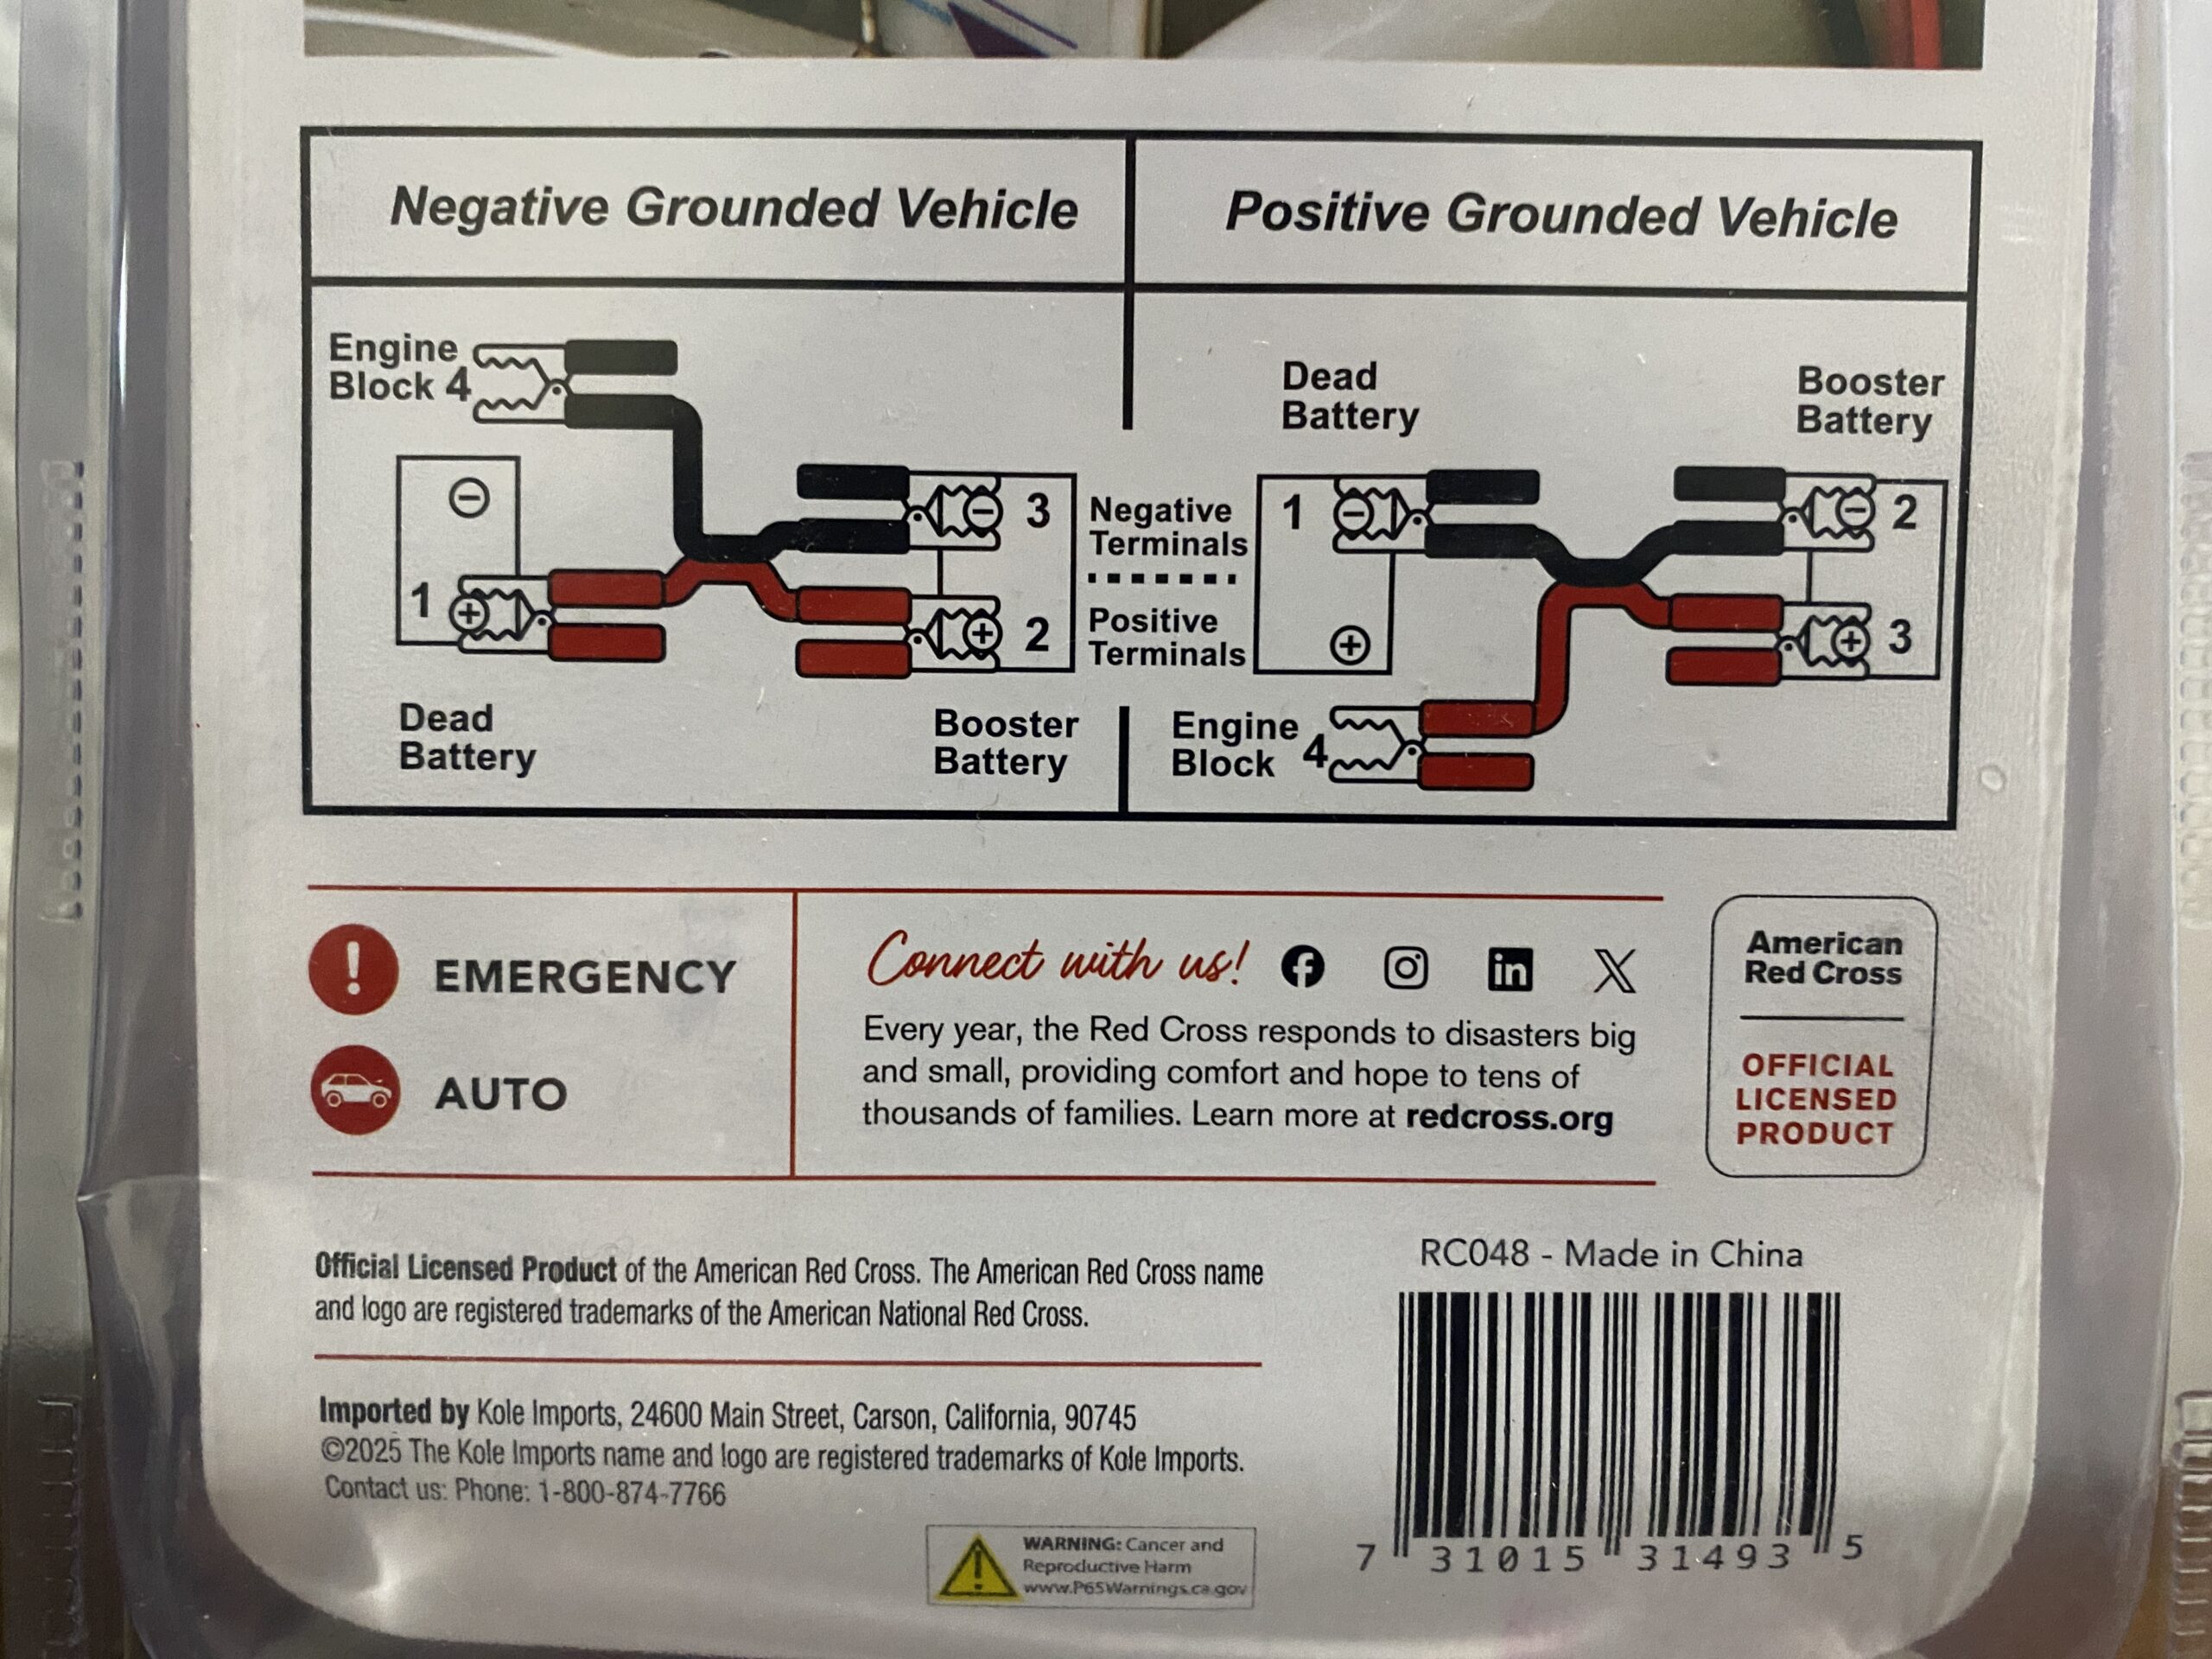 Negative Grounded Vehicle
Positive Grounded Vehicle
Engine
Block 4
−
1 +
− 3
+ 2
Dead
Battery
Booster
Battery
Negative
Terminals
Positive
Terminals
Dead
Battery
Booster
Battery
1 −
+
− 2
+ 3
Engine
Block 4
! EMERGENCY
AUTO
Connect with us! f in X
Every year, the Red Cross responds to disasters big
and small, providing comfort and hope to tens of
thousands of families. Learn more at redcross.org
American
Red Cross
OFFICIAL
LICENSED
PRODUCT
Official Licensed Product of the American Red Cross. The American Red Cross name
and logo are registered trademarks of the American National Red Cross.
Imported by Kole Imports, 24600 Main Street, Carson, California, 90745
©2025 The Kole Imports name and logo are registered trademarks of Kole Imports.
Contact us: Phone: 1-800-874-7766
! WARNING: Cancer and
Reproductive Harm
www.P65Warnings.ca.gov
RC048 - Made in China
7 31015 31493 5